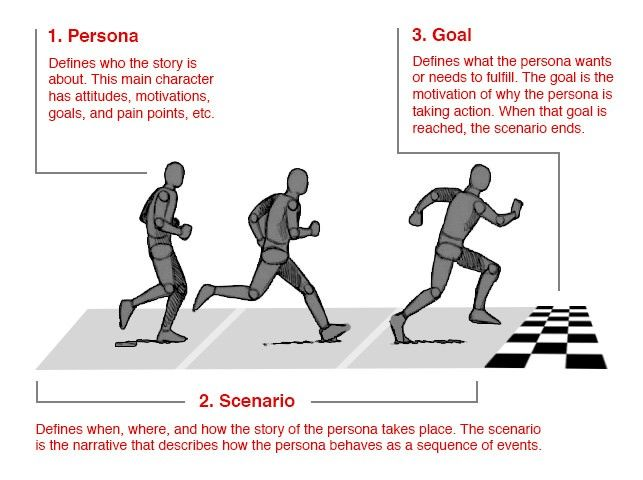 1. Persona
Defines who the story is
about. This main character
has attitudes, motivations,
goals, and pain points, etc.
3. Goal
Defines what the persona wants
or needs to fulfill. The goal is the
motivation of why the persona is
taking action. When that goal is
reached, the scenario ends.
2. Scenario
Defines when, where, and how the story of the persona takes place. The scenario
is the narrative that describes how the persona behaves as a sequence of events.